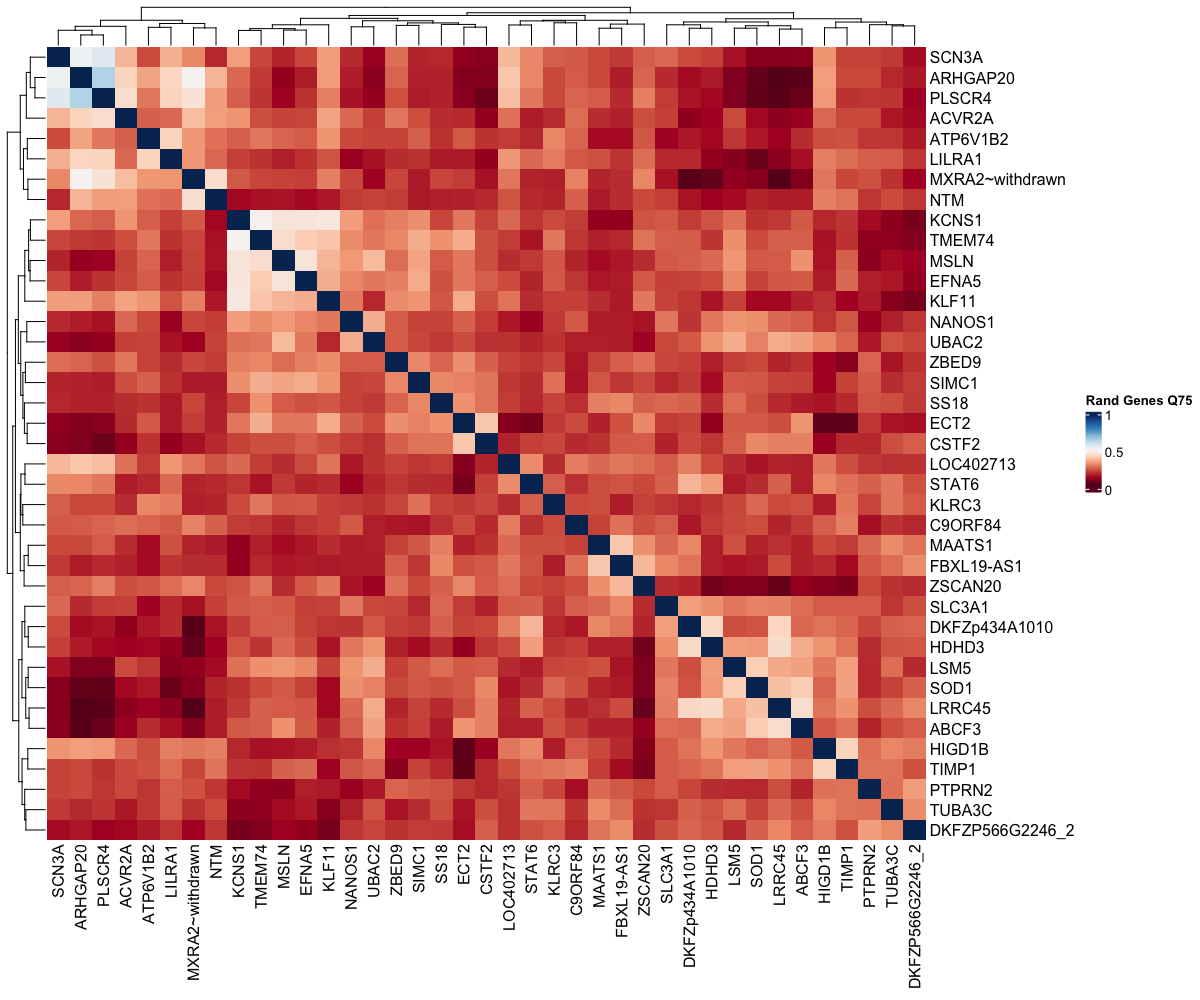 SCN3A
ARHGAP20
PLSCR4
ACVR2A
ATP6V1B2
LILRA1
MXRA2~withdrawn
NTM
KCNS1
TMEM74
MSLN
EFNA5
KLF11
NANOS1
UBAC2
ZBED9
SIMC1
SS18
ECT2
CSTF2
LOC402713
STAT6
KLRC3
C9ORF84
MAATS1
FBXL19-AS1
ZSCAN20
SLC3A1
DKFZp434A1010
HDHD3
LSM5
SOD1
LRRC45
ABCF3
HIGD1B
TIMP1
PTPRN2
TUBA3C
DKFZP566G2246_2
Rand Genes Q75
1
0.5
0
SCN3A
ARHGAP20
PLSCR4
ACVR2A
ATP6V1B2
LILRA1
MXRA2~withdrawn
NTM
KCNS1
TMEM74
MSLN
EFNA5
KLF11
NANOS1
UBAC2
ZBED9
SIMC1
SS18
ECT2
CSTF2
LOC402713
STAT6
KLRC3
C9ORF84
MAATS1
FBXL19-AS1
ZSCAN20
SLC3A1
DKFZp434A1010
HDHD3
LSM5
SOD1
LRRC45
ABCF3
HIGD1B
TIMP1
PTPRN2
TUBA3C
DKFZP566G2246_2